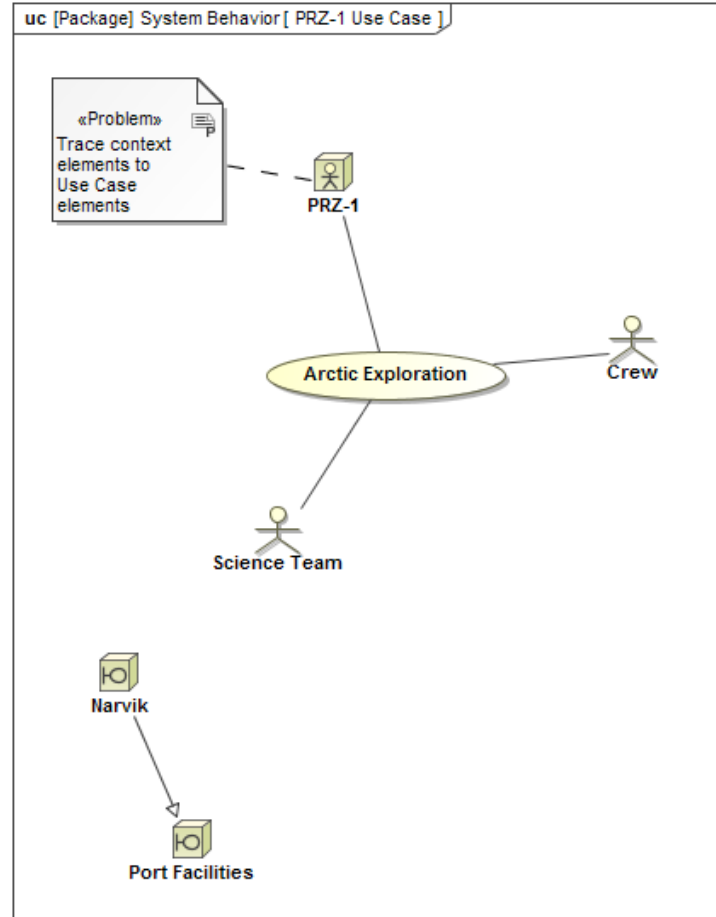 uc [Package] System Behavior [ PRZ-1 Use Case ]
«Problem»
Trace context
elements to
Use Case
elements
P
PRZ-1
Arctic Exploration
Crew
Science Team
Narvik
Port Facilities